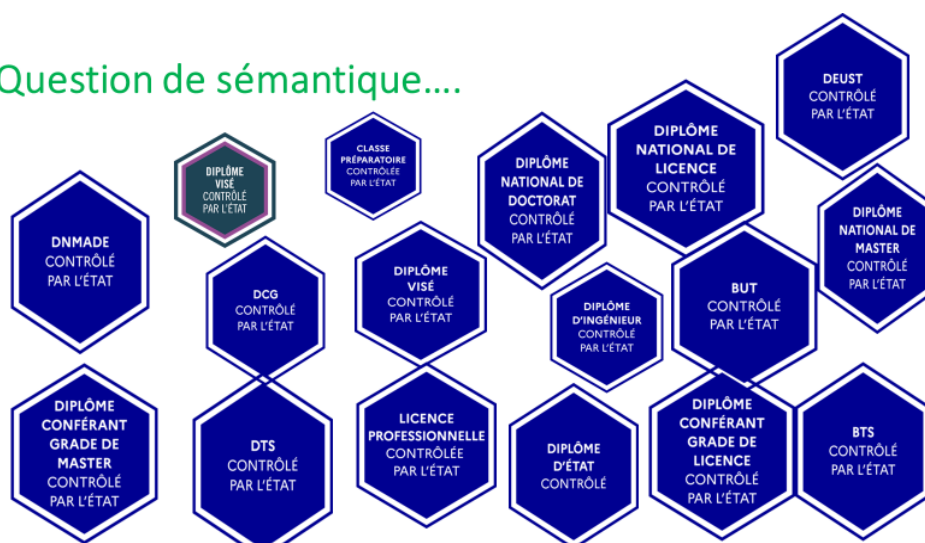 Question de sémantique....
DEUST
CONTRÔLÉ
PAR L'ÉTAT
DIPLÔME
VISÉ
CONTRÔLÉ
PAR L'ÉTAT
CLASSE
PRÉPARATOIRE
CONTRÔLÉE
PAR L'ÉTAT
DIPLÔME
NATIONAL DE
DOCTORAT
CONTRÔLÉ
PAR L'ÉTAT
DIPLÔME
NATIONAL DE
LICENCE
CONTRÔLÉ
PAR L'ÉTAT
DIPLÔME
NATIONAL DE
MASTER
CONTRÔLÉ
PAR L'ÉTAT
DNMADE
CONTRÔLÉ
PAR L'ÉTAT
DCG
CONTRÔLÉ
PAR L'ÉTAT
DIPLÔME
VISÉ
CONTRÔLÉ
PAR L'ÉTAT
DIPLÔME
D'INGÉNIEUR
CONTRÔLÉ
PAR L'ÉTAT
BUT
CONTRÔLÉ
PAR L'ÉTAT
DIPLÔME
CONFÉRANT
GRADE DE
MASTER
CONTRÔLÉ
PAR L'ÉTAT
DTS
CONTRÔLÉ
PAR L'ÉTAT
LICENCE
PROFESSIONNELLE
CONTRÔLÉE
PAR L'ÉTAT
DIPLÔME
D'ÉTAT
CONTRÔLÉ
DIPLÔME
CONFÉRANT
GRADE DE
LICENCE
CONTRÔLÉ
PAR L'ÉTAT
BTS
CONTRÔLÉ
PAR L'ÉTAT